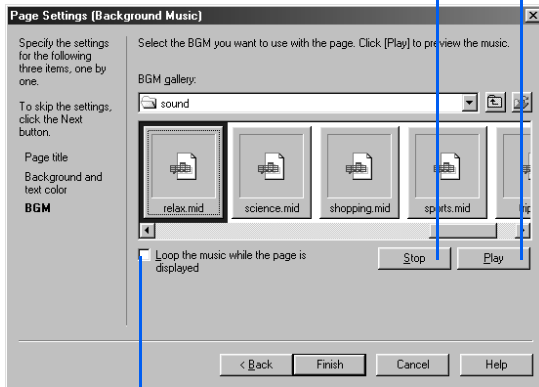 Page Settings (Background Music)
Specify the settings
for the following
three items, one by
one.
To skip the settings,
click the Next
button.
Page title
Background and
text color
BGM
Select the BGM you want to use with the page. Click [Play] to preview the music.
BGM gallery:
sound
relax.mid science.mid shopping.mid sports.mid
Loop the music while the page is
displayed
Stop Play
< Back Finish Cancel Help